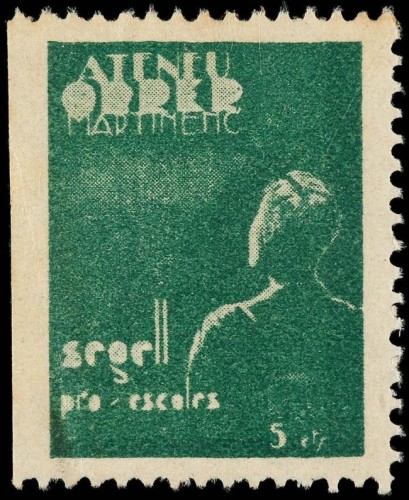 ATENEU
OBRER
MARTINENC
segell
pro-escoles
5 cts